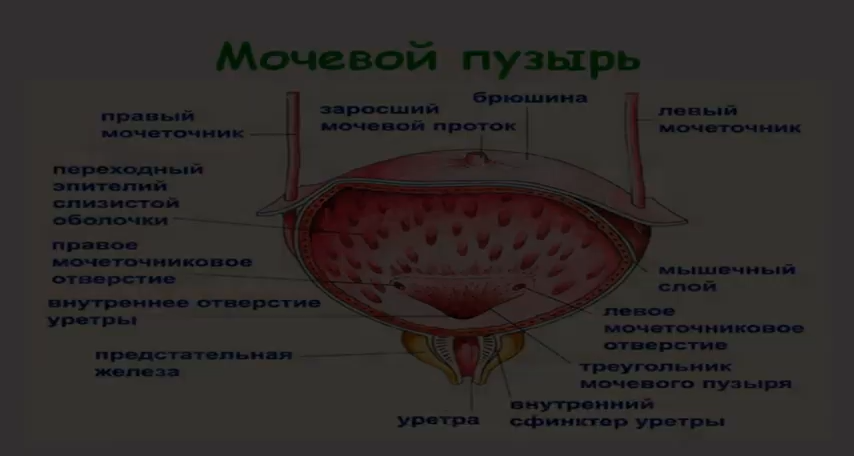 Мочевой пузырь
правый
мочеточник
заросший
мочевой проток
брюшина
левый
мочеточник
переходный
эпителий
слизистой
оболочки
правое
мочеточниковое
отверстие
внутреннее отверстие
уретры
предстательная
железа
уретра
внутренний
сфинктер уретры
треугольник
мочевого пузыря
левое
мочеточниковое
отверстие
мышечный
слой